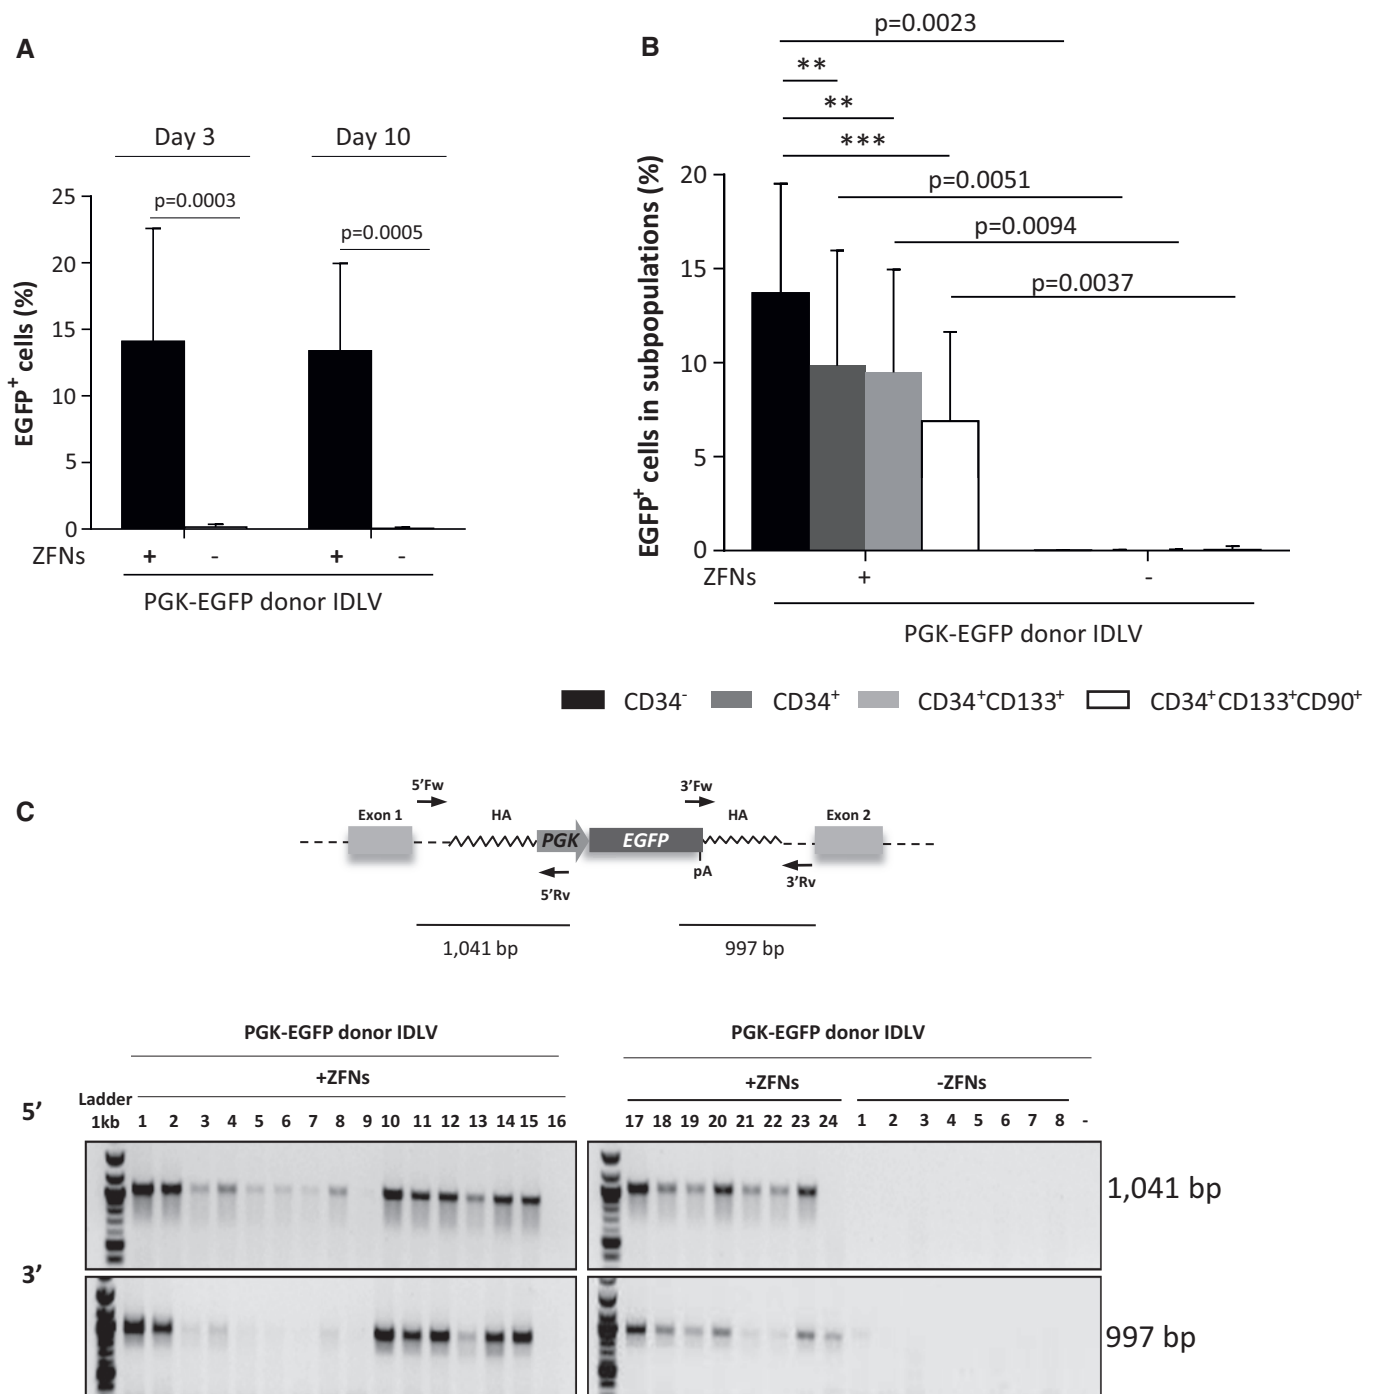 A
Day 3 Day 10
p=0.0003
p=0.0005
EGFP+ cells (%)
25
20
15
10
5
0
ZFNs + - + -
PGK-EGFP donor IDLV
B
p=0.0023
**
**
***
p=0.0051
p=0.0094
p=0.0037
EGFP+ cells in subpopulations (%)
20
15
10
5
0
ZFNs + -
PGK-EGFP donor IDLV
CD34- CD34+ CD34+CD133+ CD34+CD133+CD90+
C
5'Fw 3'Fw
Exon 1 HA HA Exon 2
PGK EGFP
pA
5'Rv 3'Rv
1,041 bp 997 bp
PGK-EGFP donor IDLV PGK-EGFP donor IDLV
+ZFNs +ZFNs -ZFNs
5'
Ladder
1kb 1 2 3 4 5 6 7 8 9 10 11 12 13 14 15 16 17 18 19 20 21 22 23 24 1 2 3 4 5 6 7 8 -
1,041 bp
3'
997 bp